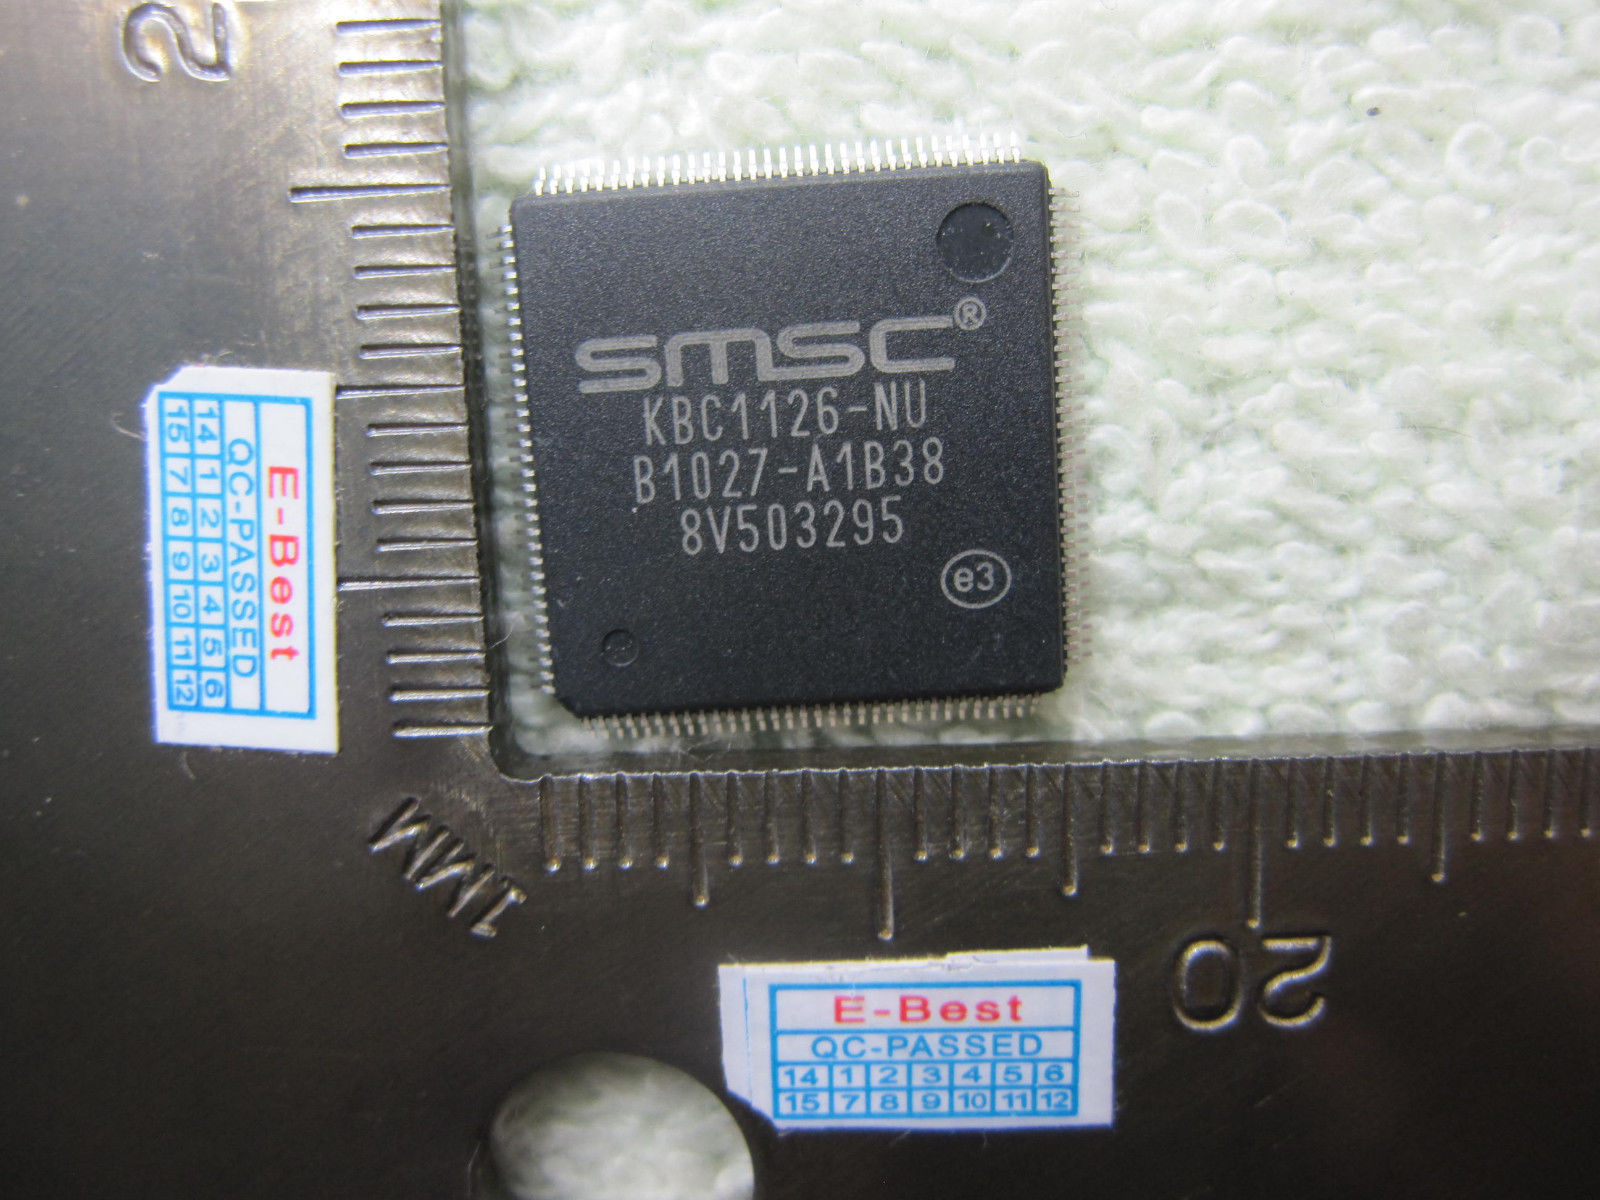 2
SMSC®
KBC1126-NU
B1027-A1B38
8V503295
e3
E-Best
QC-PASSED
14 1 2 3 4 5 6
15 7 8 9 10 11 12
1MM
20
E-Best
QC-PASSED
14 1 2 3 4 5 6
15 7 8 9 10 11 12